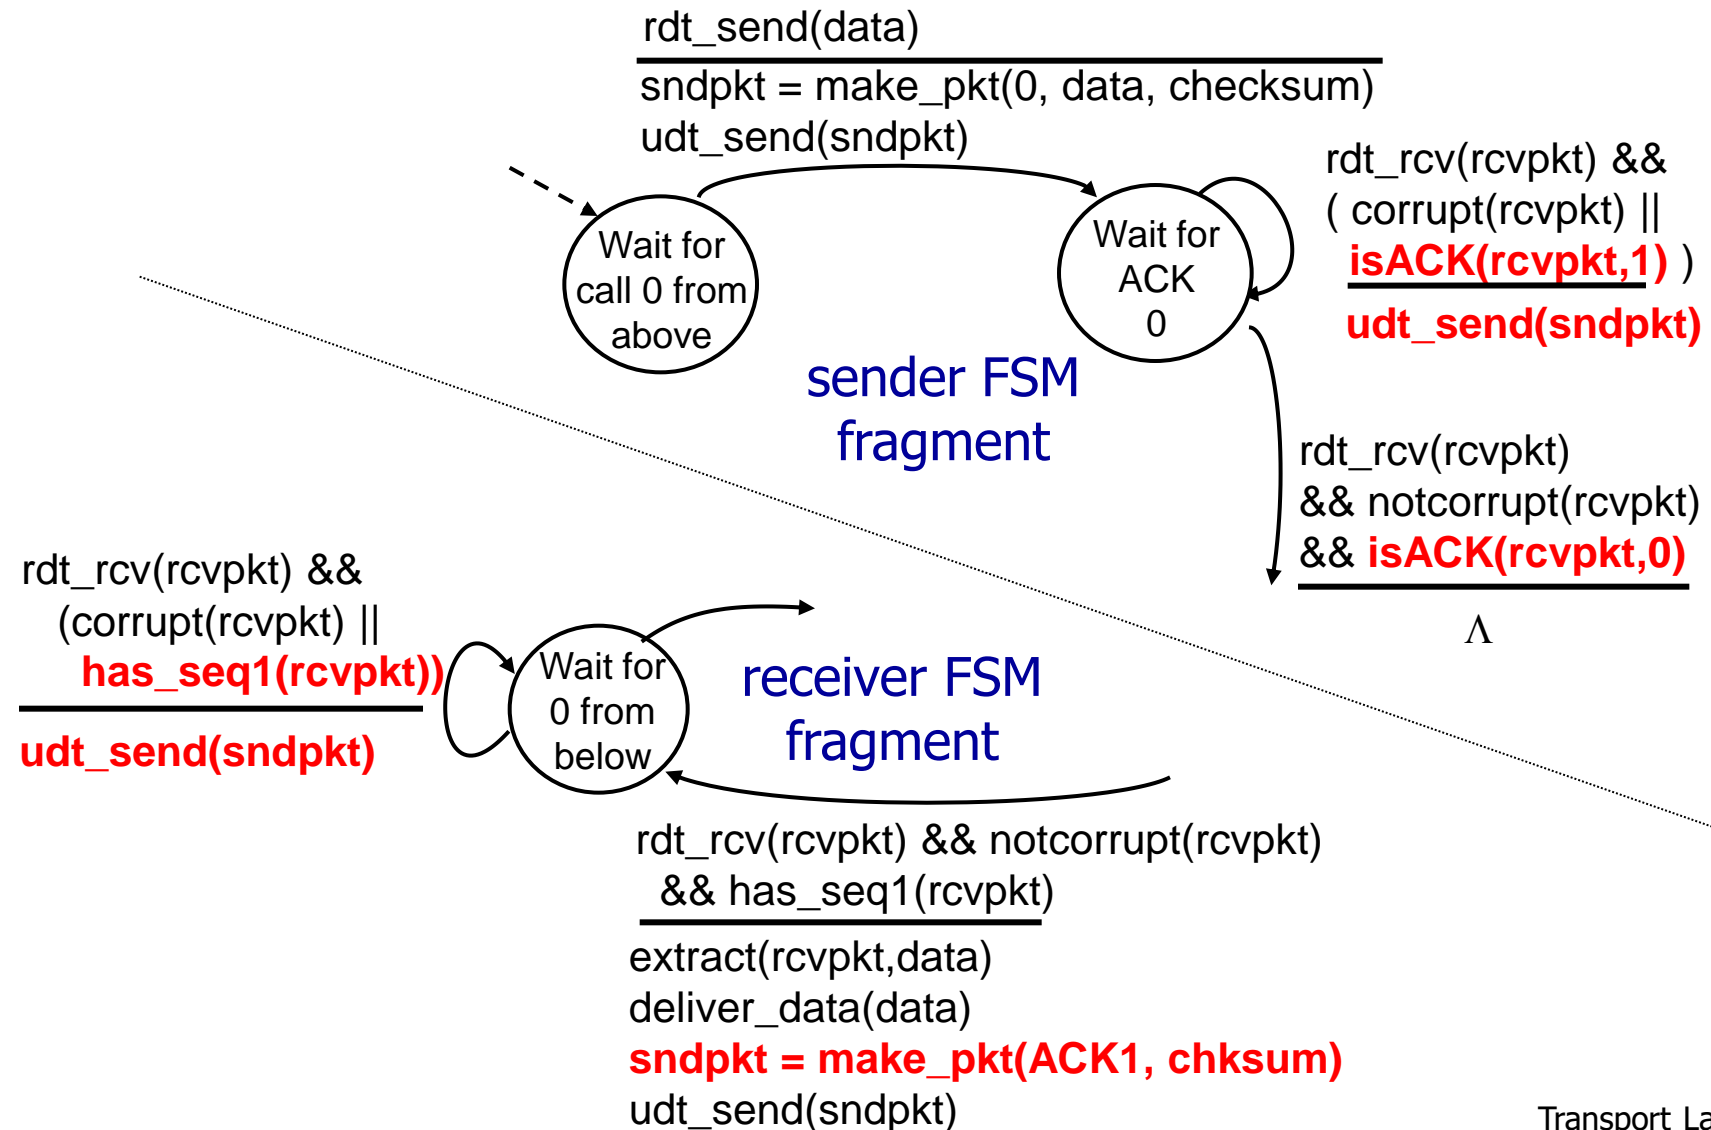 rdt_send(data)
sndpkt = make_pkt(0, data, checksum)
udt_send(sndpkt)
Wait for
call 0 from
above
Wait for
ACK
0
rdt_rcv(rcvpkt) &&
( corrupt(rcvpkt) ||
isACK(rcvpkt,1) )
udt_send(sndpkt)
sender FSM
fragment
rdt_rcv(rcvpkt)
&& notcorrupt(rcvpkt)
&& isACK(rcvpkt,0)
Λ
rdt_rcv(rcvpkt) &&
(corrupt(rcvpkt) ||
has_seq1(rcvpkt))
udt_send(sndpkt)
Wait for
0 from
below
receiver FSM
fragment
rdt_rcv(rcvpkt) && notcorrupt(rcvpkt)
&& has_seq1(rcvpkt)
extract(rcvpkt,data)
deliver_data(data)
sndpkt = make_pkt(ACK1, chksum)
udt_send(sndpkt)
Transport La